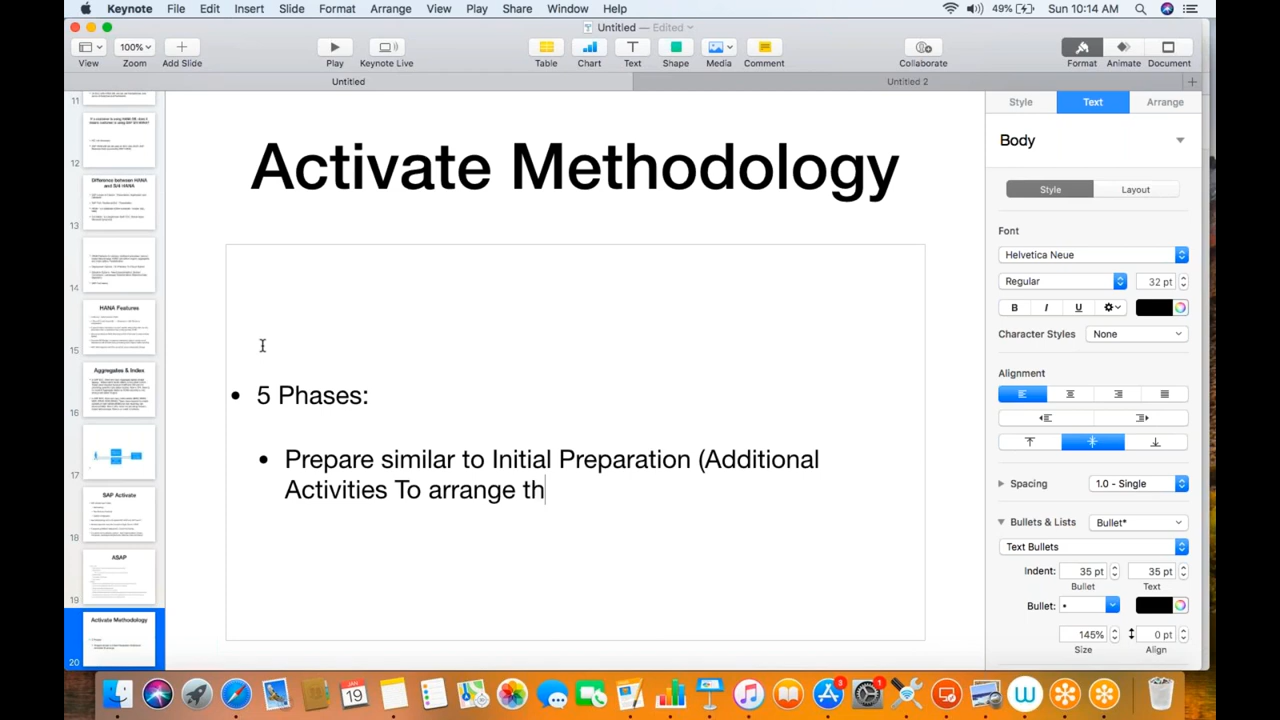 Keynote File Edit Insert Slide Format Arrange View Play Share Window Help 49% Sun 10:14 AM
Untitled — Edited
100%
View Zoom Add Slide Play Keynote Live Table Chart Text Shape Media Comment Collaborate Format Animate Document
Untitled Untitled 2
Style Text Arrange
Body
Style Layout
Font
Helvetica Neue
Regular 32 pt
B I U
Character Styles None
Alignment
Spacing 1.0 - Single
Bullets & Lists Bullet*
Text Bullets
Indent: 35 pt 35 pt
Bullet Text
Bullet: •
145% 0 pt
Size Align
11
12
Difference between HANA
and S/4 HANA
13
14
HANA Features
15
Aggregates & Index
16
17
SAP Activate
18
ASAP
19
Activate Methodology
20
Activate Methodology
• 5 Phases:
• Prepare similar to Initial Preparation (Additional
Activities To arrange th
JAN
19